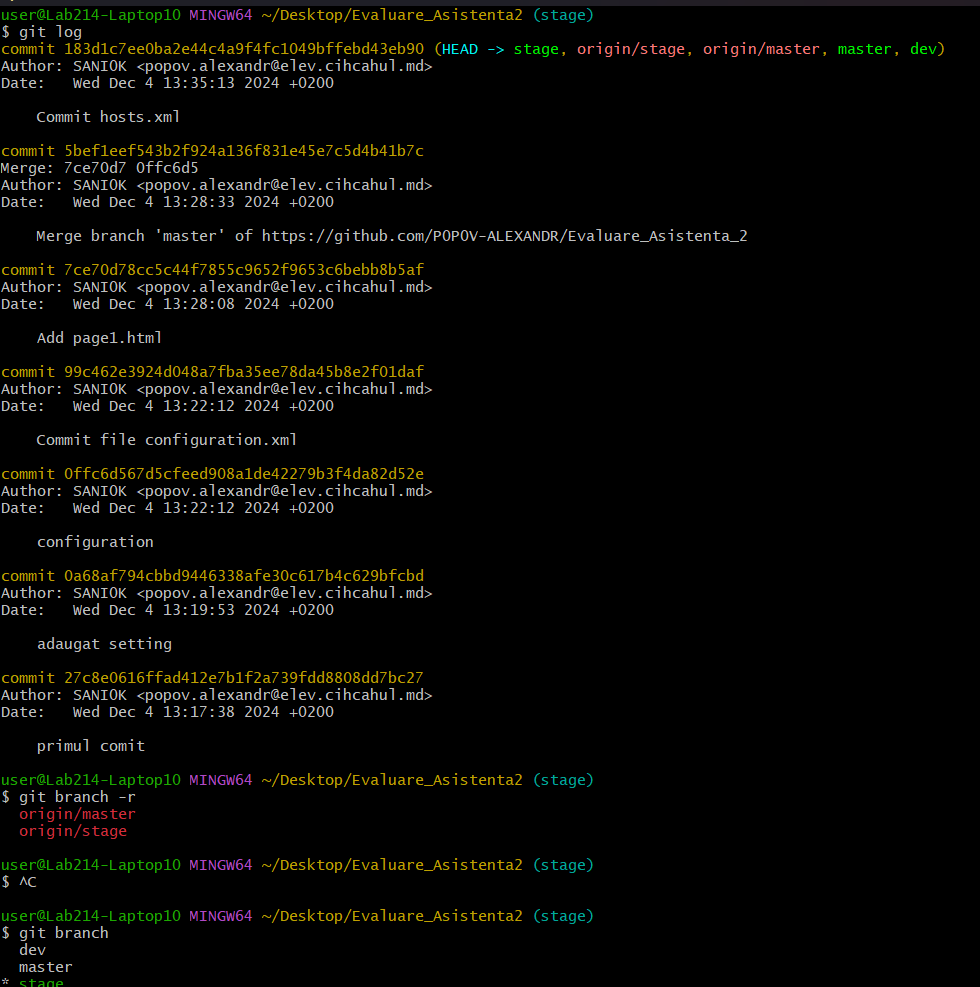 user@Lab214-Laptop10 MINGW64 ~/Desktop/Evaluare_Asistenta2 (stage)
$ git log
commit 183d1c7ee0ba2e44c4a9f4fc1049bffebd43eb90 (HEAD -> stage, origin/stage, origin/master, master, dev)
Author: SANIOK <popov.alexandr@elev.cihcahul.md>
Date:   Wed Dec 4 13:35:13 2024 +0200

    Commit hosts.xml

commit 5bef1eef543b2f924a136f831e45e7c5d4b41b7c
Merge: 7ce70d7 0ffc6d5
Author: SANIOK <popov.alexandr@elev.cihcahul.md>
Date:   Wed Dec 4 13:28:33 2024 +0200

    Merge branch 'master' of https://github.com/POPOV-ALEXANDR/Evaluare_Asistenta_2

commit 7ce70d78cc5c44f7855c9652f9653c6bebb8b5af
Author: SANIOK <popov.alexandr@elev.cihcahul.md>
Date:   Wed Dec 4 13:28:08 2024 +0200

    Add page1.html

commit 99c462e3924d048a7fba35ee78da45b8e2f01daf
Author: SANIOK <popov.alexandr@elev.cihcahul.md>
Date:   Wed Dec 4 13:22:12 2024 +0200

    Commit file configuration.xml

commit 0ffc6d567d5cfeed908a1de42279b3f4da82d52e
Author: SANIOK <popov.alexandr@elev.cihcahul.md>
Date:   Wed Dec 4 13:22:12 2024 +0200

    configuration

commit 0a68af794cbbd9446338afe30c617b4c629bfcbd
Author: SANIOK <popov.alexandr@elev.cihcahul.md>
Date:   Wed Dec 4 13:19:53 2024 +0200

    adaugat setting

commit 27c8e0616ffad412e7b1f2a739fdd8808dd7bc27
Author: SANIOK <popov.alexandr@elev.cihcahul.md>
Date:   Wed Dec 4 13:17:38 2024 +0200

    primul comit

user@Lab214-Laptop10 MINGW64 ~/Desktop/Evaluare_Asistenta2 (stage)
$ git branch -r
  origin/master
  origin/stage

user@Lab214-Laptop10 MINGW64 ~/Desktop/Evaluare_Asistenta2 (stage)
$ ^C

user@Lab214-Laptop10 MINGW64 ~/Desktop/Evaluare_Asistenta2 (stage)
$ git branch
  dev
  master
* stage